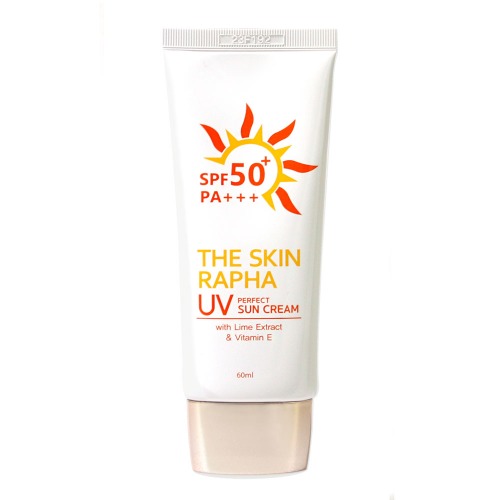 SPF50+
PA+++
THE SKIN
RAPHA
UV PERFECT
SUN CREAM
with Lime Extract
& Vitamin E
60ml